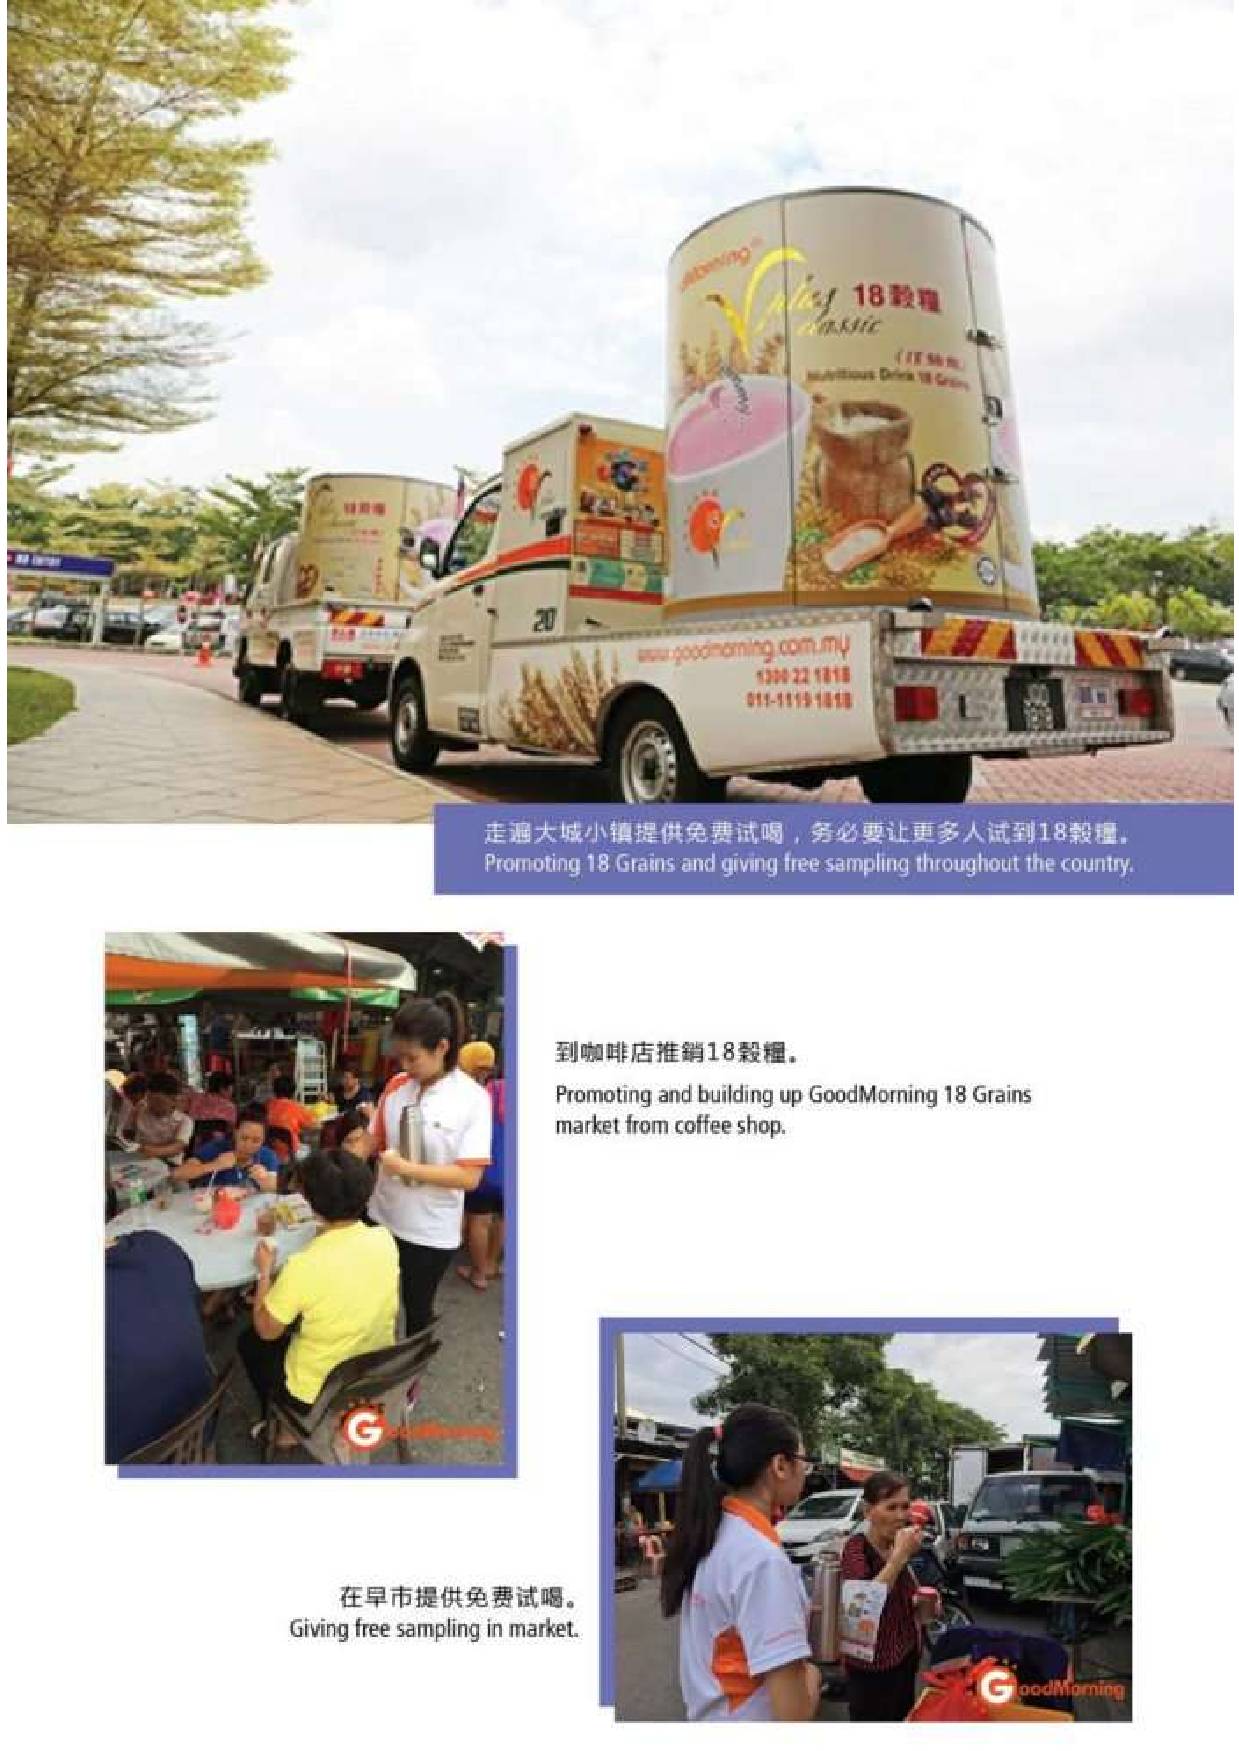 18 穀糧
Nutritious Drink 18 Grains
NO ENTRY
20
www.goodmorning.com.my
1300 22 1818
011-1119 1818
走遍大城小镇提供免费试喝，务必要让更多人试到18穀糧。
Promoting 18 Grains and giving free sampling throughout the country.
到咖啡店推銷18穀糧。
Promoting and building up GoodMorning 18 Grains
market from coffee shop.
GoodMorning
在早市提供免费试喝。
Giving free sampling in market.
GoodMorning